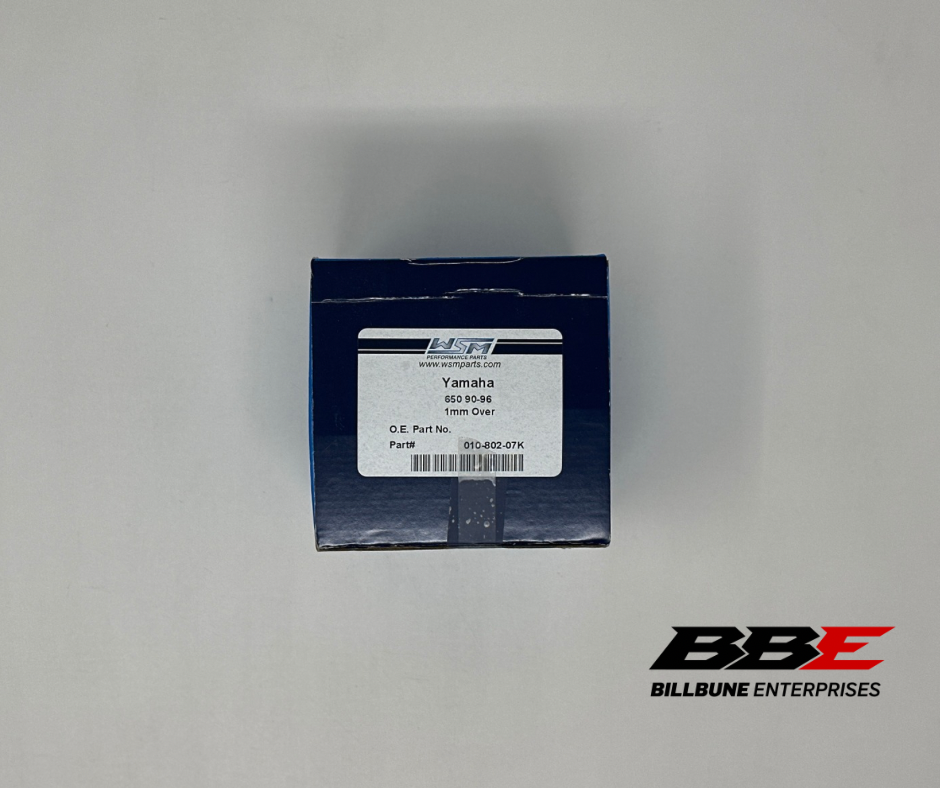 WSM
PERFORMANCE PARTS
www.wsmparts.com
Yamaha
650 90-96
1mm Over
O.E. Part No.
Part# 010-802-07K
BBE
BILLBUNE ENTERPRISES